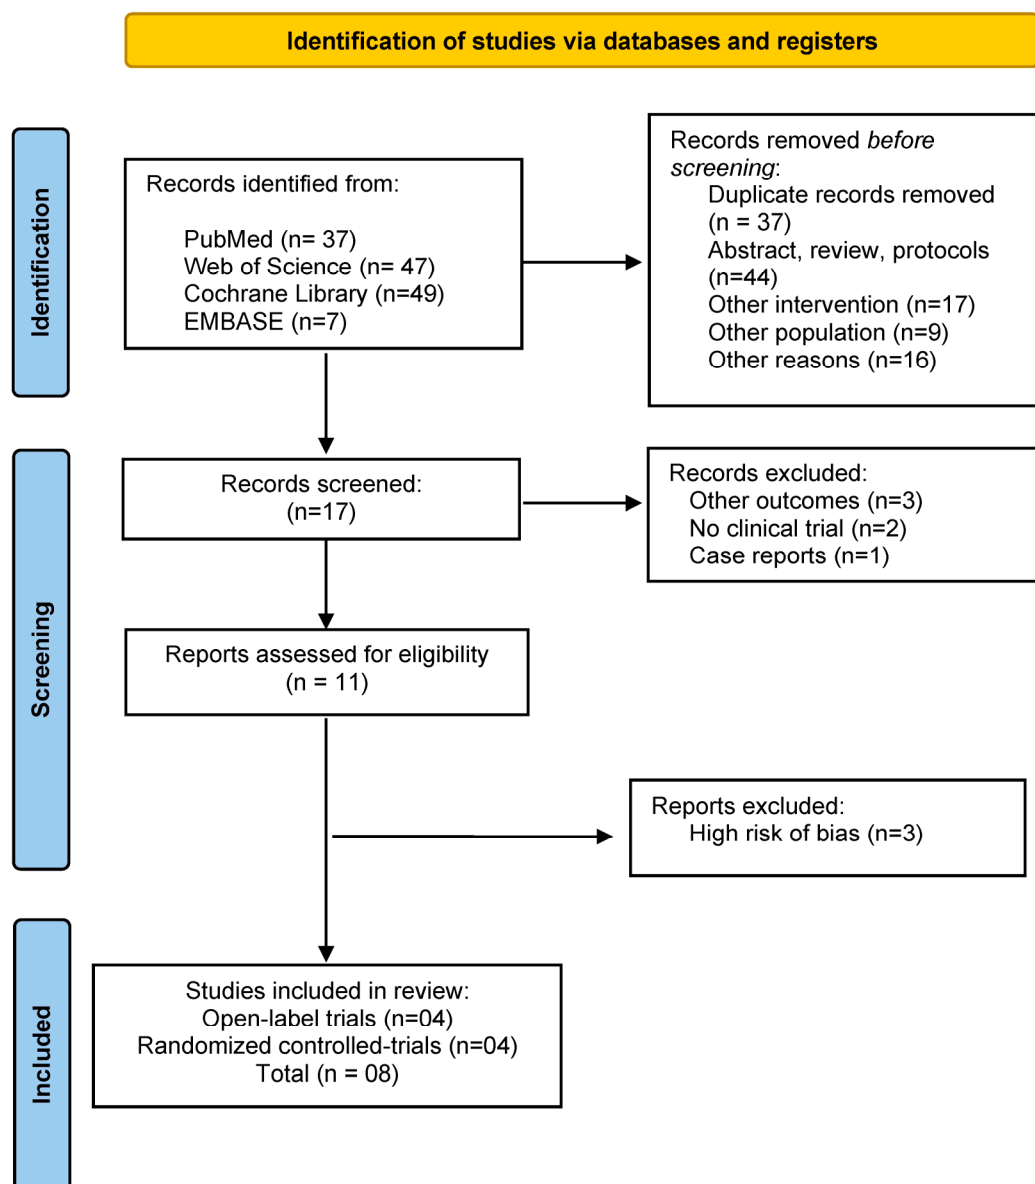 Identification of studies via databases and registers
Identification
Records identified from:
PubMed (n= 37)
Web of Science (n= 47)
Cochrane Library (n=49)
EMBASE (n=7)
Records removed before
screening:
Duplicate records removed
(n = 37)
Abstract, review, protocols
(n=44)
Other intervention (n=17)
Other population (n=9)
Other reasons (n=16)
Screening
Records screened:
(n=17)
Records excluded:
Other outcomes (n=3)
No clinical trial (n=2)
Case reports (n=1)
Reports assessed for eligibility
(n = 11)
Reports excluded:
High risk of bias (n=3)
Included
Studies included in review:
Open-label trials (n=04)
Randomized controlled-trials (n=04)
Total (n = 08)